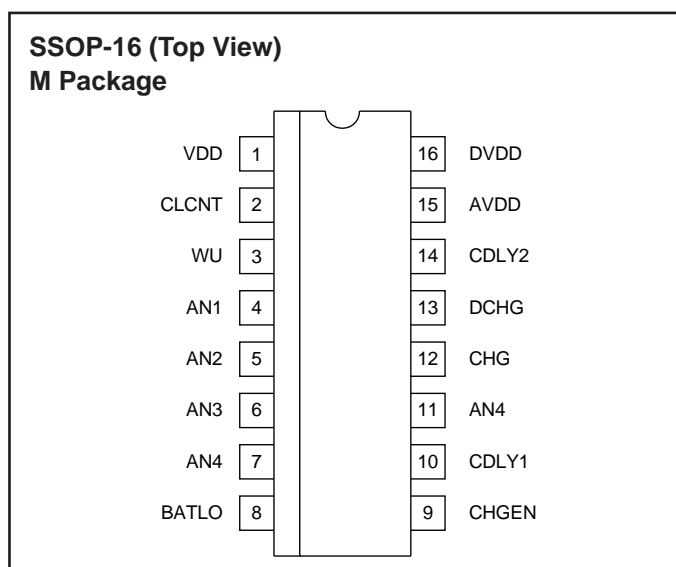 SSOP-16 (Top View)
M Package
VDD 1 16 DVDD
CLCNT 2 15 AVDD
WU 3 14 CDLY2
AN1 4 13 DCHG
AN2 5 12 CHG
AN3 6 11 AN4
AN4 7 10 CDLY1
BATLO 8 9 CHGEN